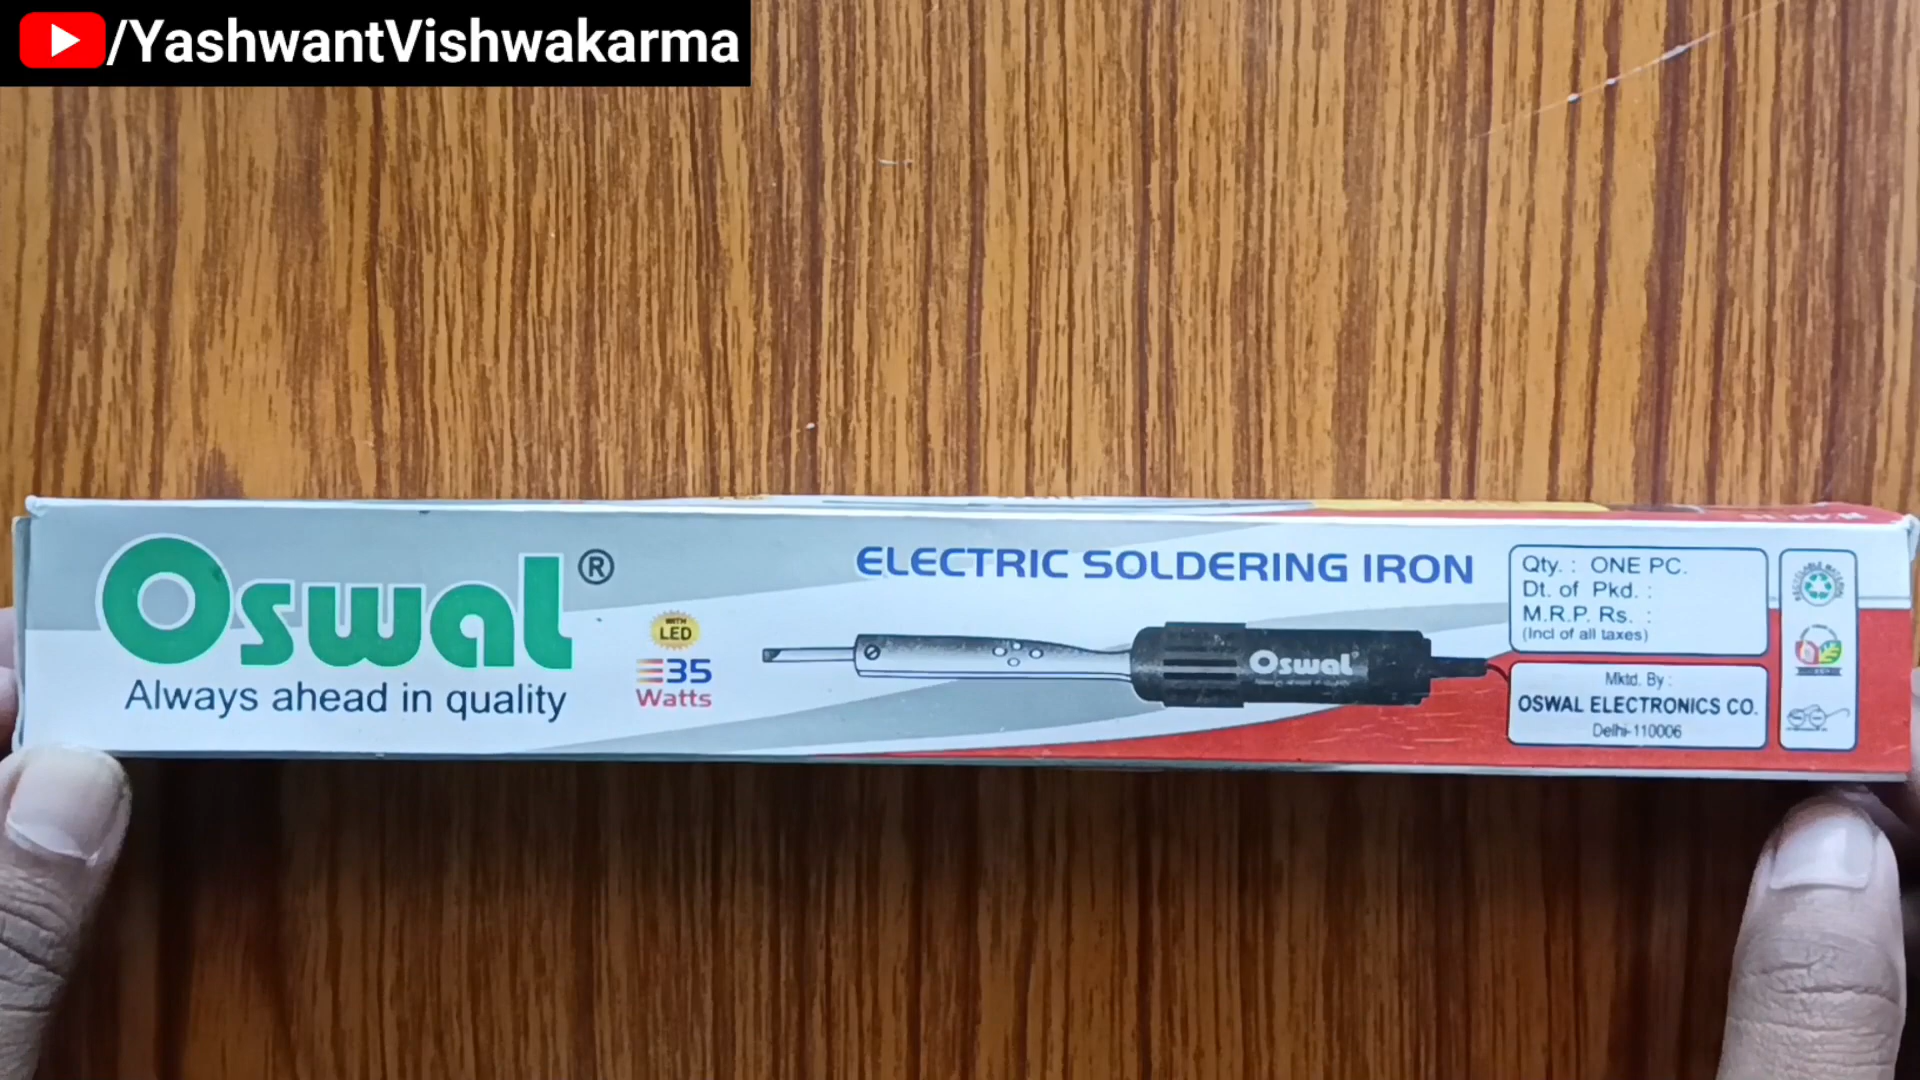 /YashwantVishwakarma
Oswal®
Always ahead in quality
WITH
LED
35
Watts
ELECTRIC SOLDERING IRON
Oswal
Qty. : ONE PC.
Dt. of Pkd. :
M.R.P. Rs. :
(Incl of all taxes)
Mktd. By :
OSWAL ELECTRONICS CO.
Delhi-110006